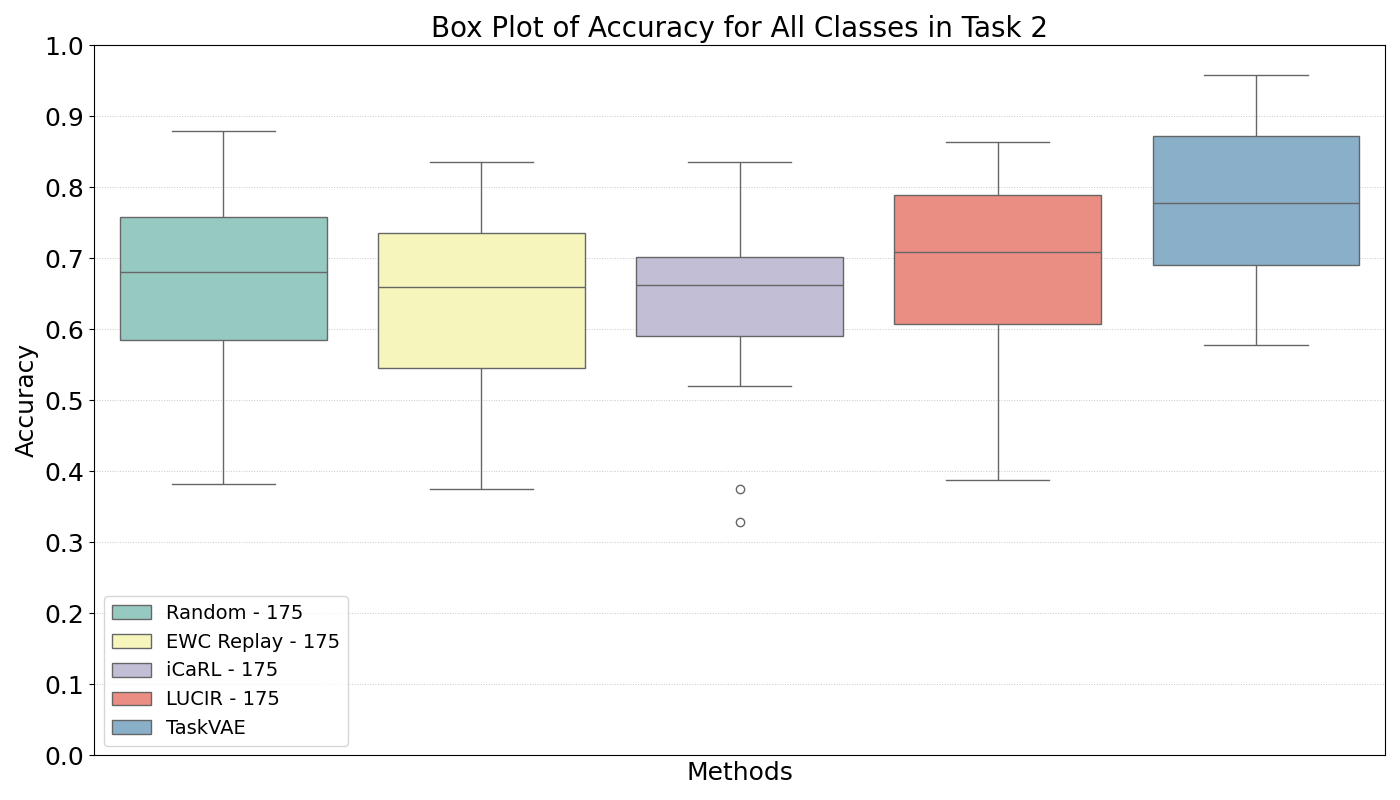 Box Plot of Accuracy for All Classes in Task 2
1.0
0.9
0.8
0.7
0.6
0.5
0.4
0.3
0.2
0.1
0.0
Accuracy
Random - 175
EWC Replay - 175
iCaRL - 175
LUCIR - 175
TaskVAE
Methods